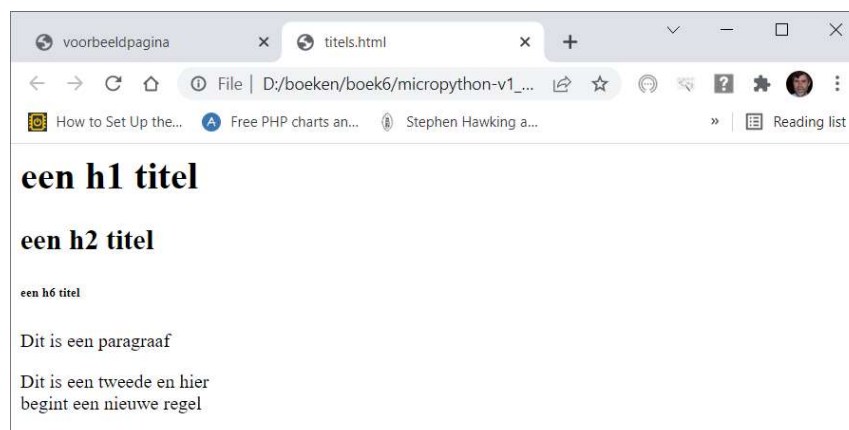 voorbeeldpagina
titels.html
File | D:/boeken/boek6/micropython-v1_...
How to Set Up the...
A Free PHP charts an...
Stephen Hawking a...
»
Reading list
een h1 titel
een h2 titel
een h6 titel
Dit is een paragraaf
Dit is een tweede en hier
begint een nieuwe regel